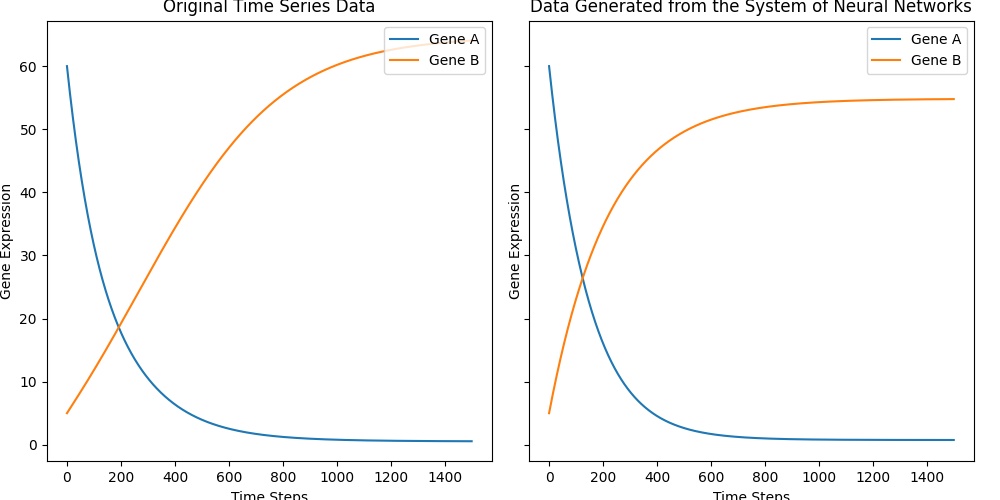 Original Time Series Data
Gene Expression
60
50
40
30
20
10
0
Gene A
Gene B
0 200 400 600 800 1000 1200 1400
Time Steps
Data Generated from the System of Neural Networks
Gene Expression
Gene A
Gene B
0 200 400 600 800 1000 1200 1400
Time Steps